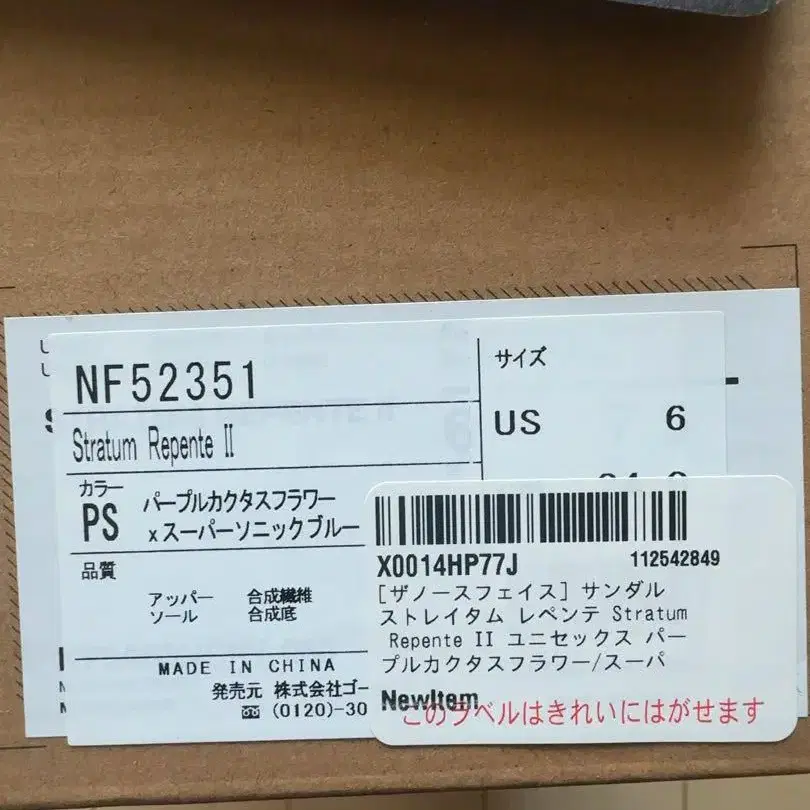 NF52351
Stratum Repente II
カラー
PS
パープルカクタスフラワー
xスーパーソニックブルー
品質
アッパー 合成繊維
ソール 合成底
MADE IN CHINA
発売元 株式会社ゴー
(0120)-30
サイズ
US 6
X0014HP77J 112542849
[ザノースフェイス] サンダル
ストレイタム レペンテ Stratum
Repente II ユニセックス パー
プルカクタスフラワー/スーパ
NewItem
このラベルはきれいにはがせます